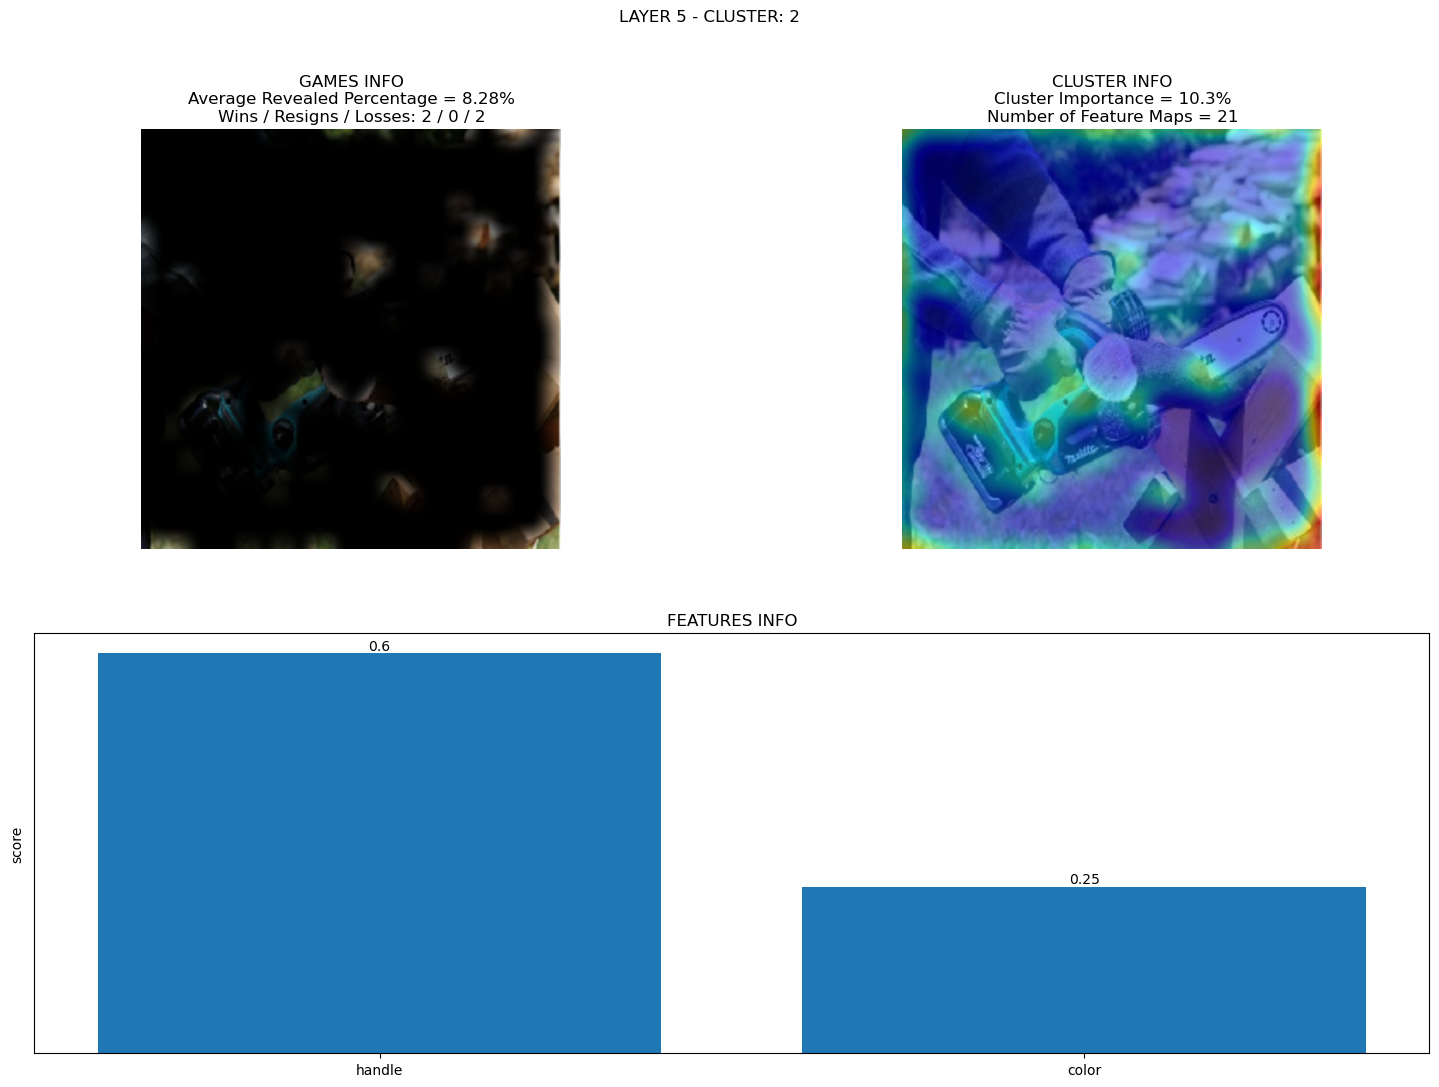 LAYER 5 - CLUSTER: 2
GAMES INFO
Average Revealed Percentage = 8.28%
Wins / Resigns / Losses: 2 / 0 / 2
CLUSTER INFO
Cluster Importance = 10.3%
Number of Feature Maps = 21
makita
FEATURES INFO
score
0.6
0.25
handle
color